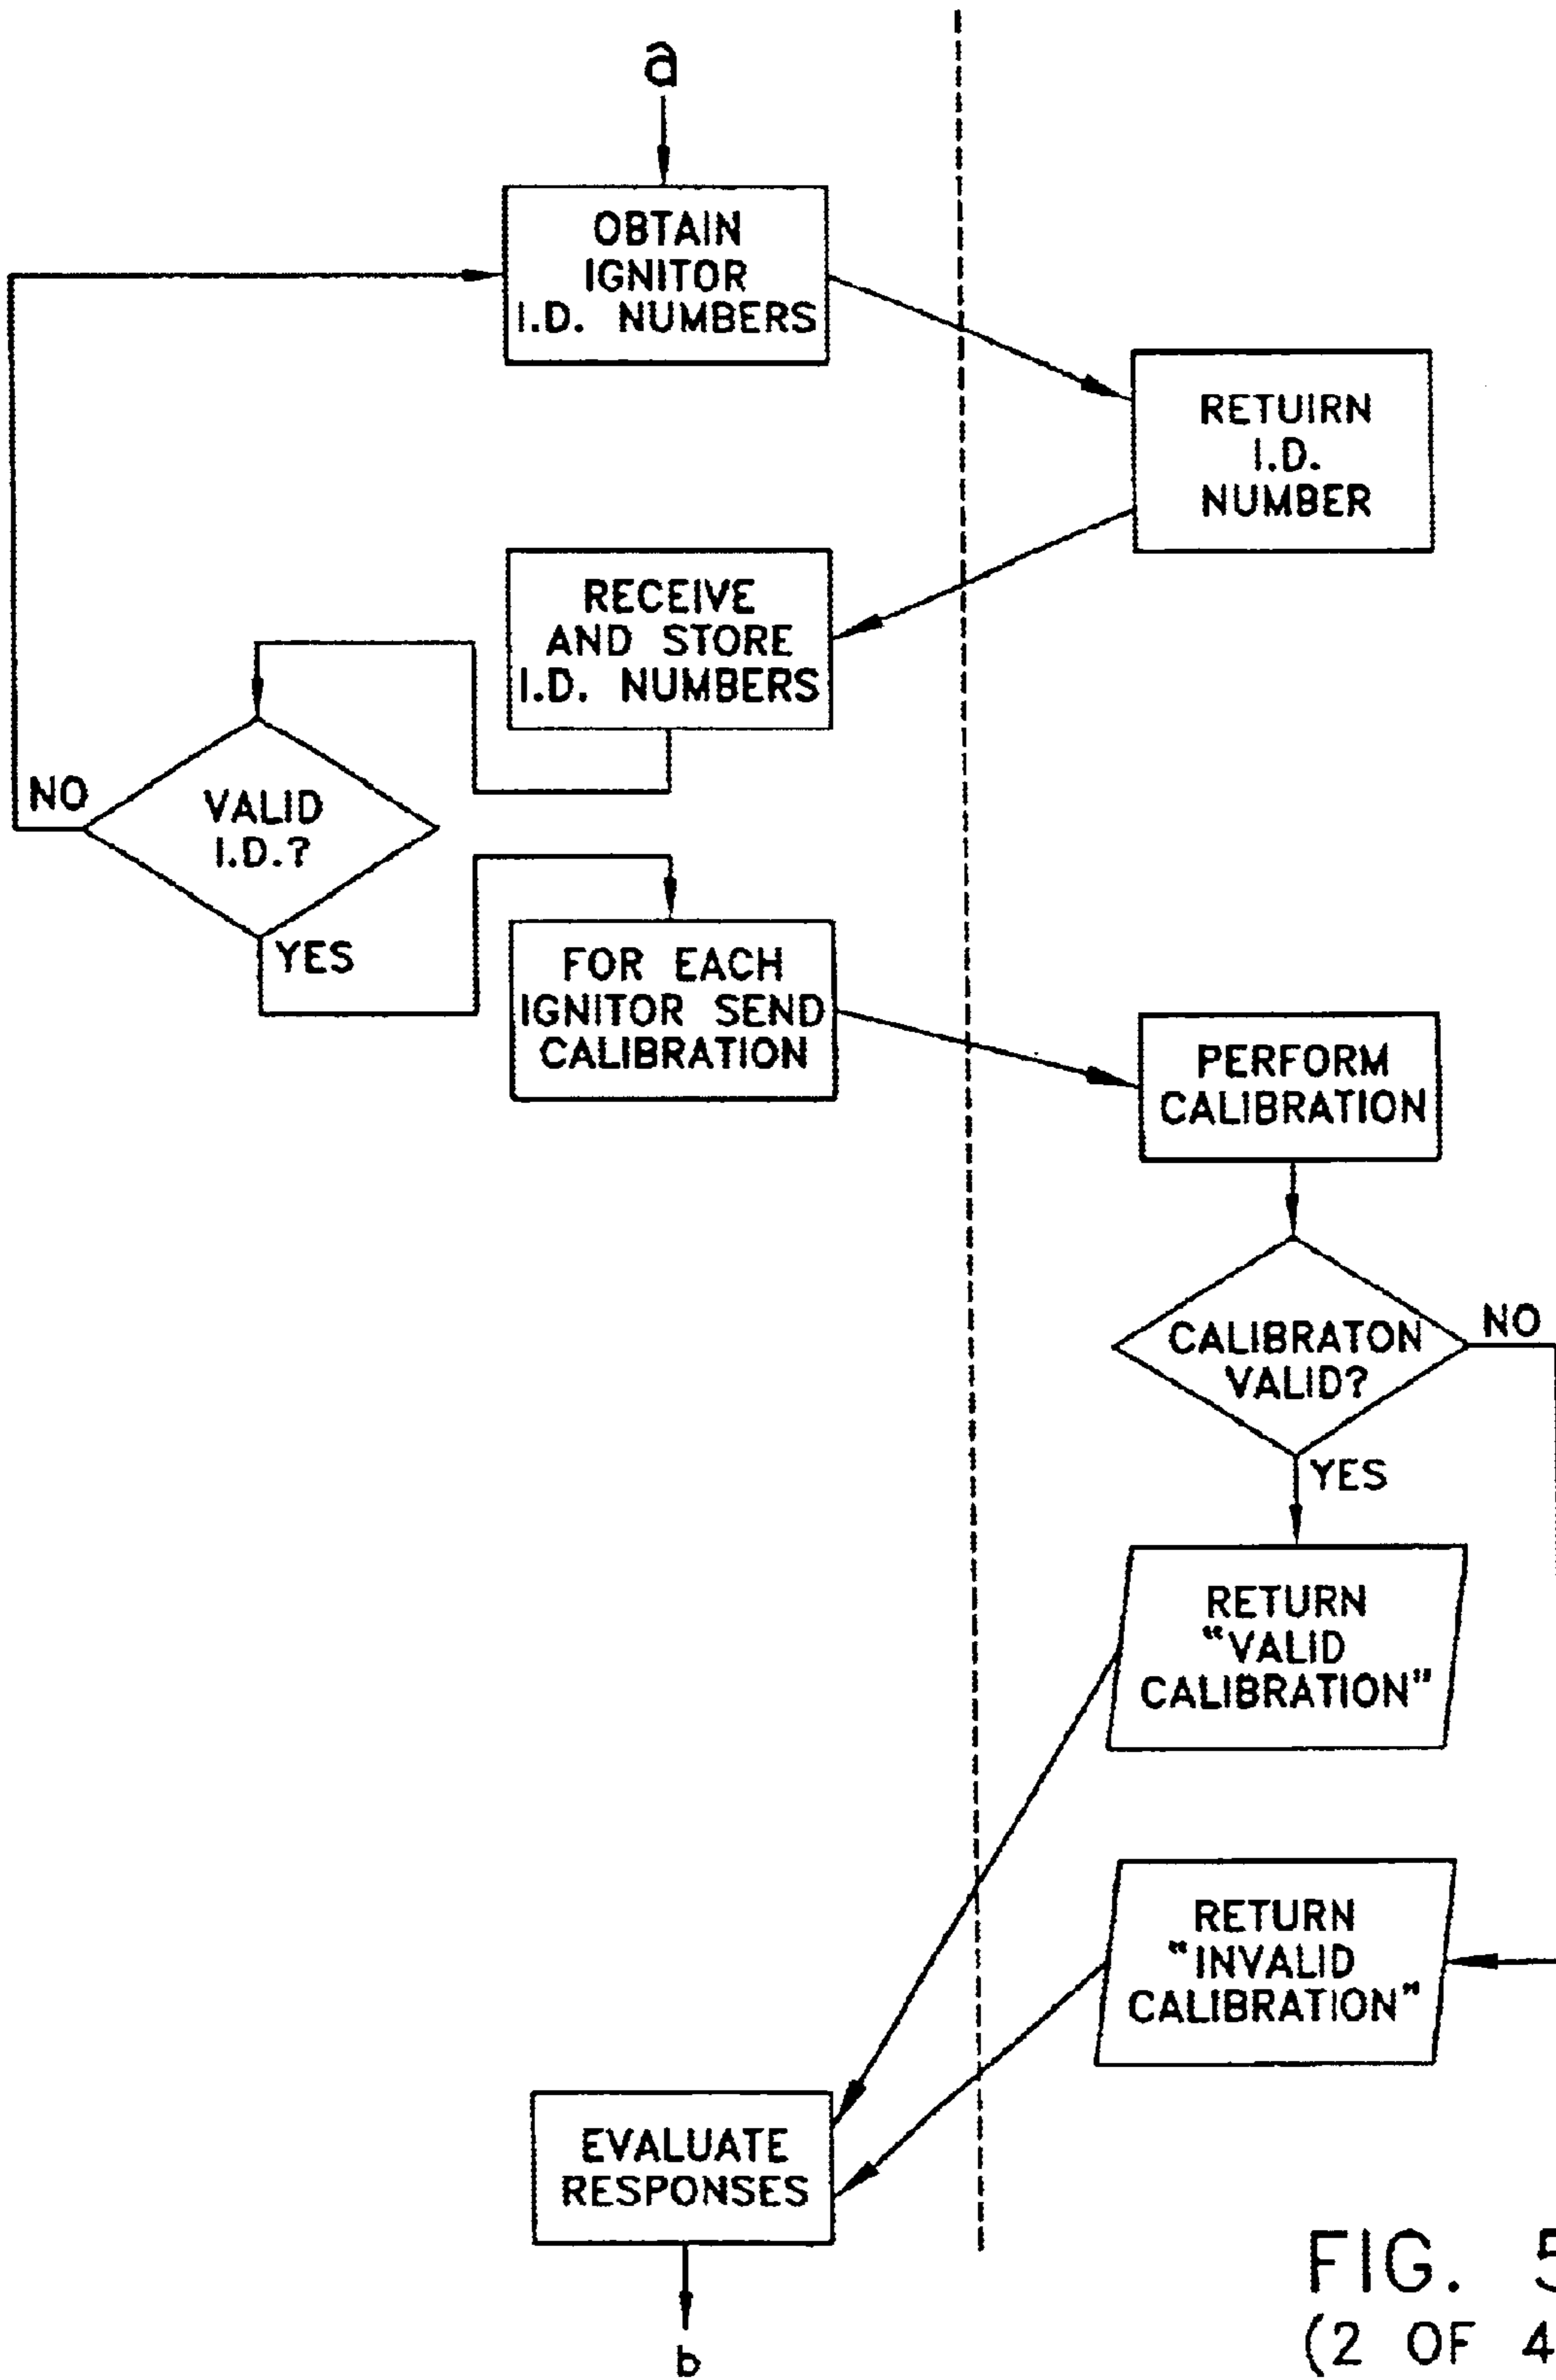 a
OBTAIN
IGNITOR
I.D. NUMBERS
RETUIRN
I.D.
NUMBER
RECEIVE
AND STORE
I.D. NUMBERS
VALID
I.D.?
NO
YES
FOR EACH
IGNITOR SEND
CALIBRATION
PERFORM
CALIBRATION
CALIBRATON
VALID?
NO
YES
RETURN
“VALID
CALIBRATION”
RETURN
“INVALID
CALIBRATION”
EVALUATE
RESPONSES
b
FIG. 5
(2 OF 4